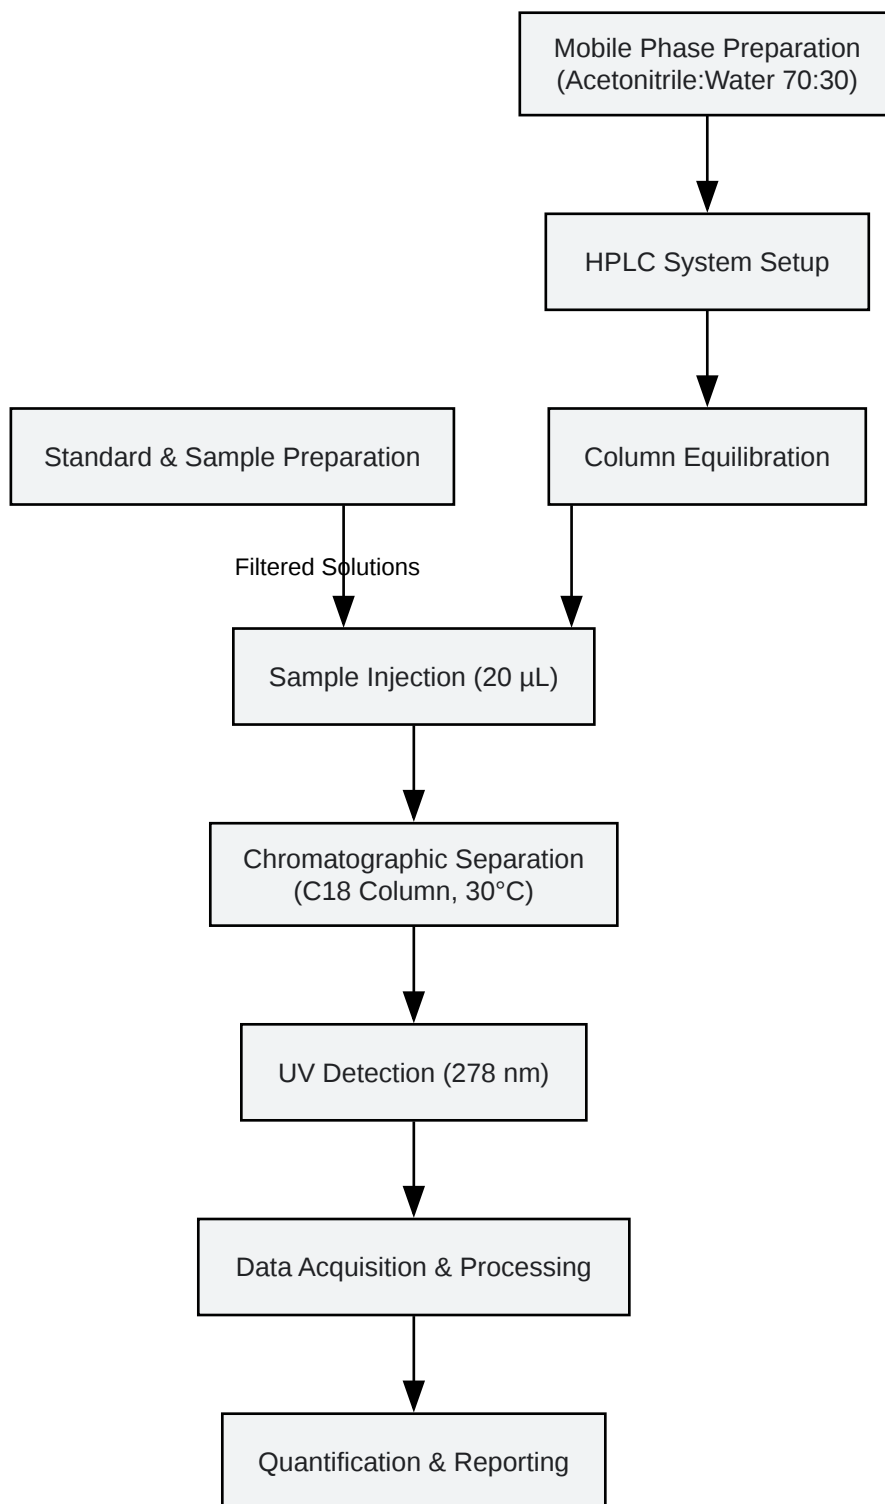 Mobile Phase Preparation
(Acetonitrile:Water 70:30)
HPLC System Setup
Standard & Sample Preparation
Column Equilibration
Filtered Solutions
Sample Injection (20 µL)
Chromatographic Separation
(C18 Column, 30°C)
UV Detection (278 nm)
Data Acquisition & Processing
Quantification & Reporting